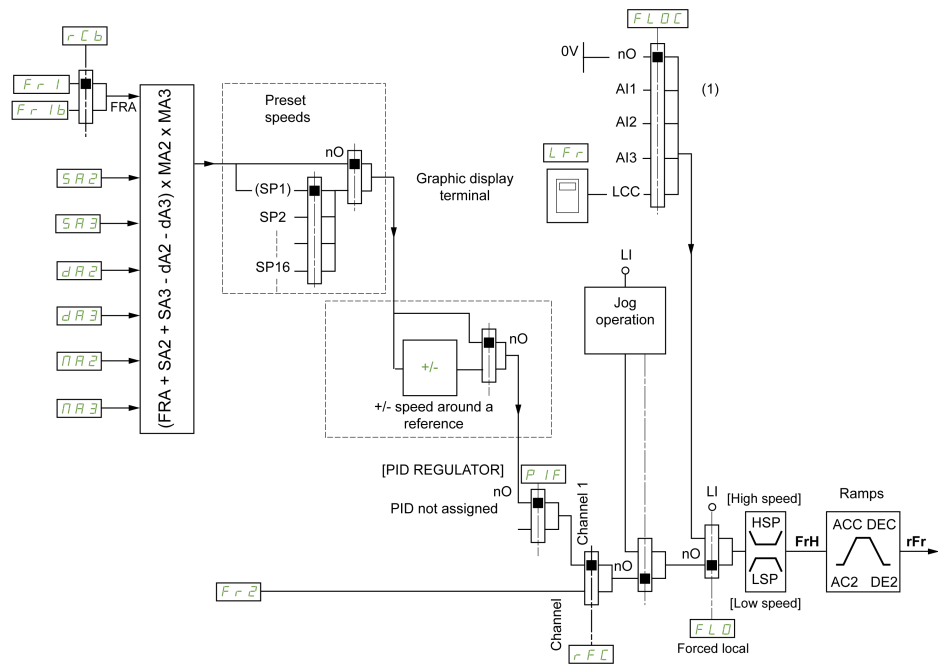 rCb
FLOC
0V
nO
Fr1
AI1
(1)
Fr1b
FRA
Preset
speeds
AI2
nO
LFr
AI3
SA2
Graphic display
terminal
(SP1)
LCC
SP2
SA3
LI
SP16
dA2
Jog
operation
dA3
nO
(FRA + SA2 + SA3 - dA2 - dA3) x MA2 x MA3
+/-
MA2
+/- speed around a
reference
MA3
[PID REGULATOR]
PIF
nO
Channel 1
LI
[High speed]
Ramps
PID not assigned
HSP
ACC DEC
nO
nO
FrH
rFr
LSP
AC2
DE2
Fr2
Channel
[Low speed]
FLO
Forced local
rFC